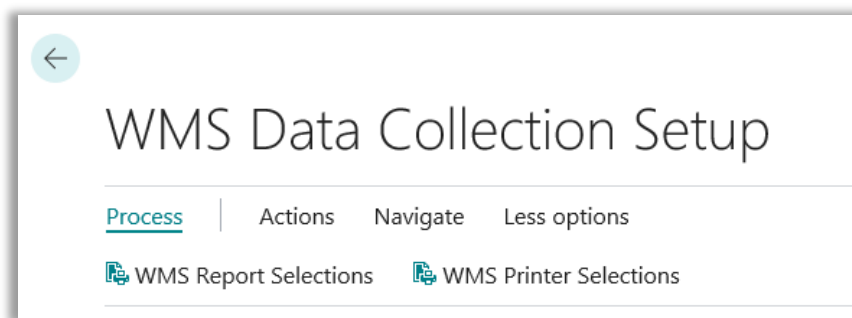 WMS Data Collection Setup
Process Actions Navigate Less options
WMS Report Selections WMS Printer Selections